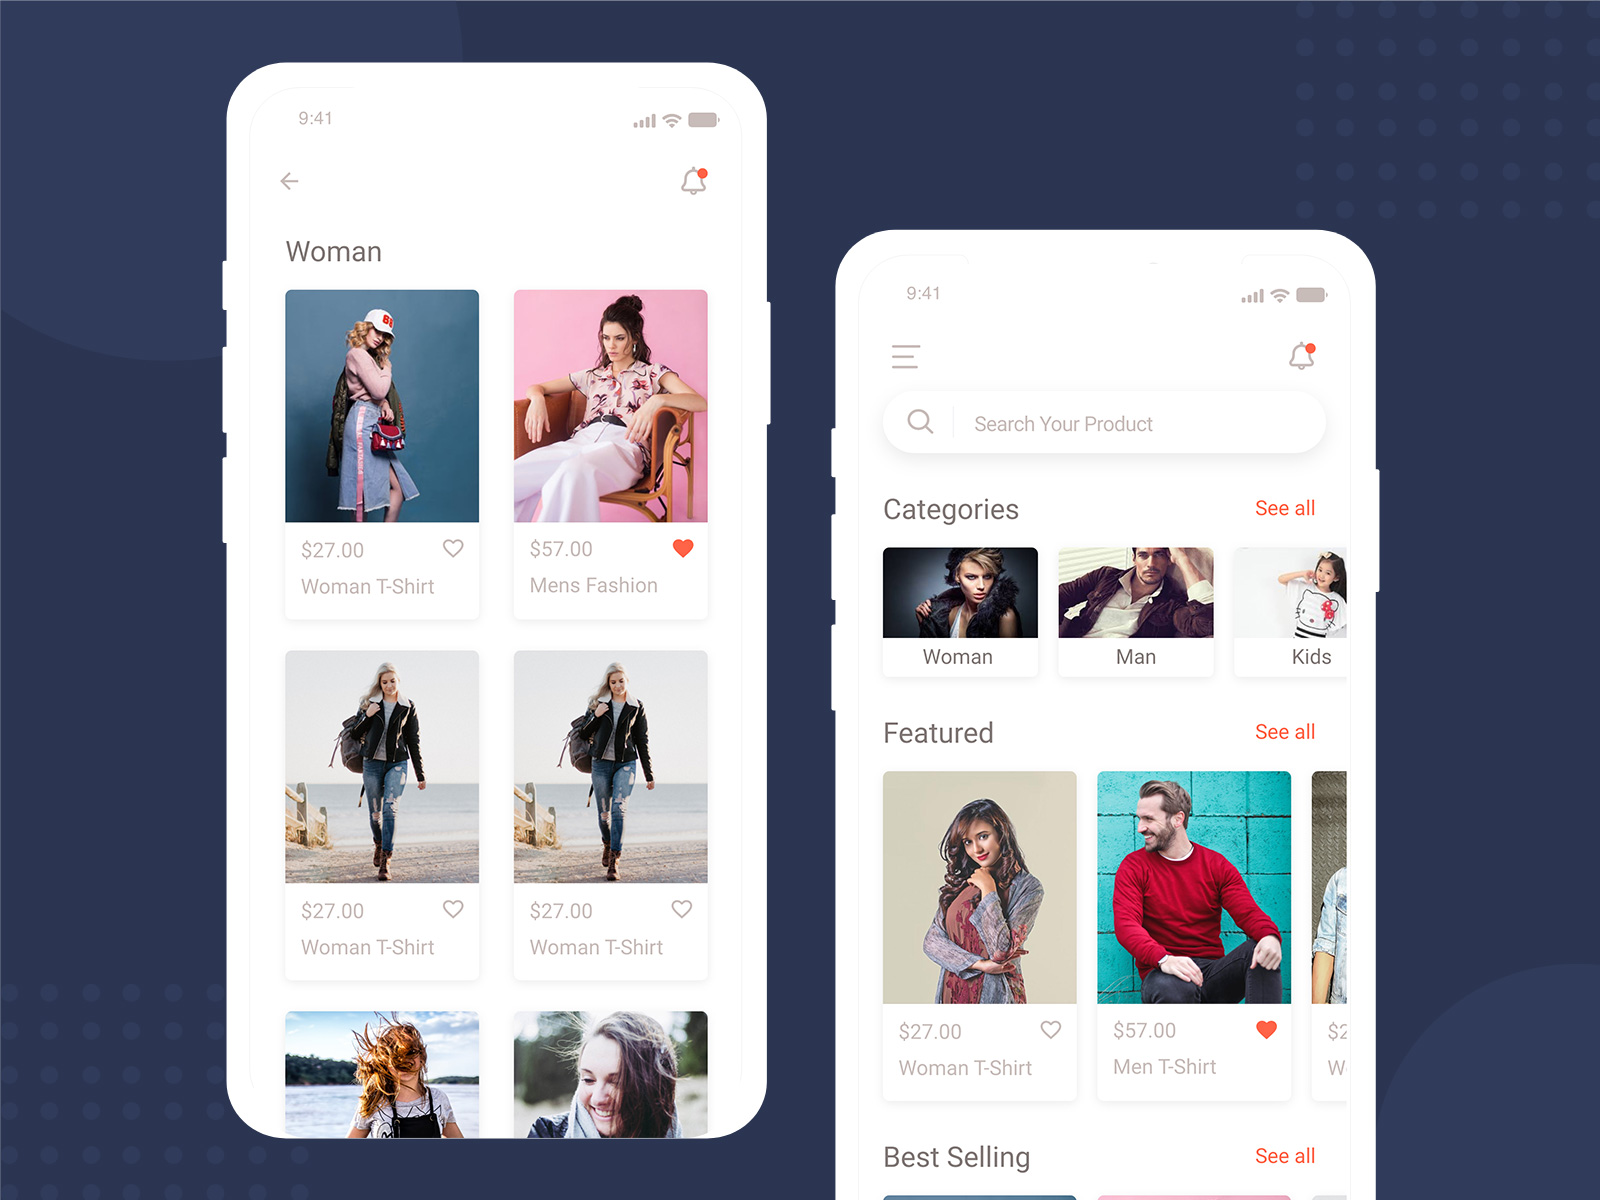 9:41
Woman
$27.00
Woman T-Shirt
$57.00
Mens Fashion
$27.00
Woman T-Shirt
$27.00
Woman T-Shirt
9:41
Search Your Product
Categories
See all
Woman
Man
Kids
Featured
See all
$27.00
Woman T-Shirt
$57.00
Men T-Shirt
$2
W
Best Selling
See all